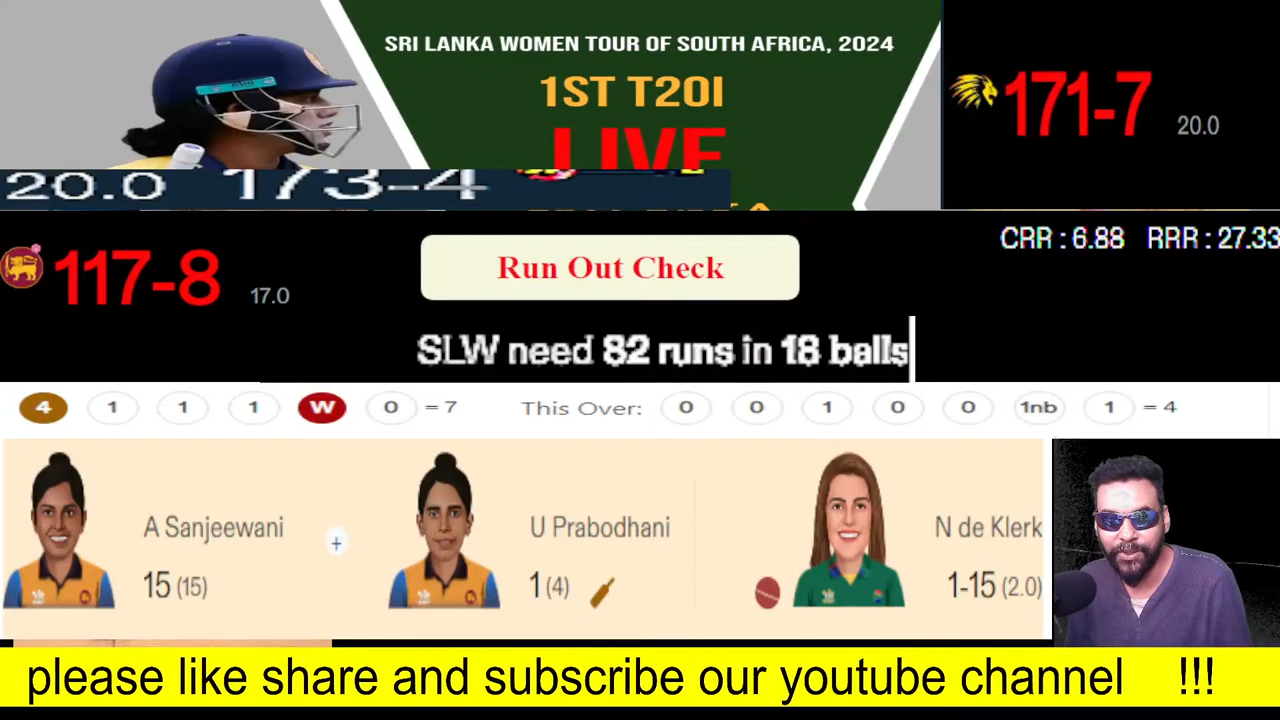 SRI LANKA WOMEN TOUR OF SOUTH AFRICA, 2024
1ST T20I
LIVE
171-7 20.0
20.0 173-4
CRR : 6.88 RRR : 27.33
117-8 17.0
Run Out Check
SLW need 82 runs in 18 balls
4 1 1 1 W 0 = 7 This Over: 0 0 1 0 0 1nb 1 = 4
A Sanjeewani + U Prabodhani N de Klerk
15 (15) 1 (4) 1-15 (2.0)
please like share and subscribe our youtube channel !!!